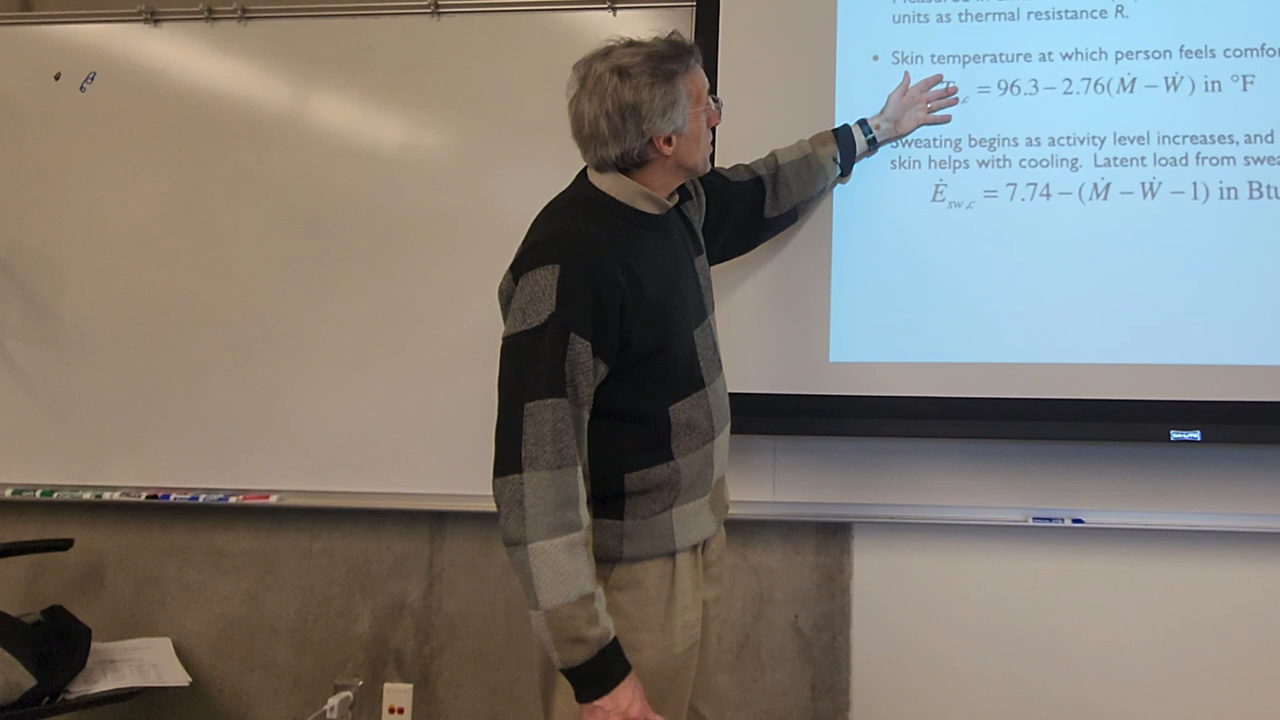 units as thermal resistance R.
• Skin temperature at which person feels comfo
= 96.3 – 2.76(Ṁ – Ẇ) in °F
Sweating begins as activity level increases, and
skin helps with cooling. Latent load from swea
Ė_sw,c = 7.74 – (Ṁ – Ẇ – 1) in Btu